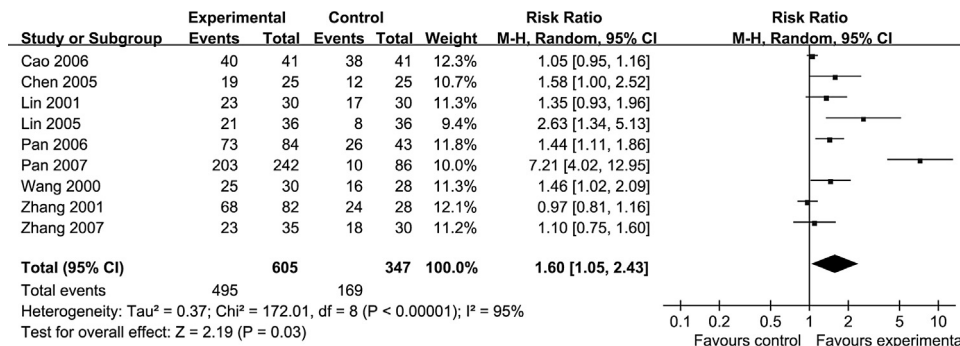 Experimental Control Risk Ratio Risk Ratio
Study or Subgroup Events Total Events Total Weight M-H, Random, 95% CI M-H, Random, 95% CI
Cao 2006 40 41 38 41 12.3% 1.05 [0.95, 1.16]
Chen 2005 19 25 12 25 10.7% 1.58 [1.00, 2.52]
Lin 2001 23 30 17 30 11.3% 1.35 [0.93, 1.96]
Lin 2005 21 36 8 36 9.4% 2.63 [1.34, 5.13]
Pan 2006 73 84 26 43 11.8% 1.44 [1.11, 1.86]
Pan 2007 203 242 10 86 10.0% 7.21 [4.02, 12.95]
Wang 2000 25 30 16 28 11.3% 1.46 [1.02, 2.09]
Zhang 2001 68 82 24 28 12.1% 0.97 [0.81, 1.16]
Zhang 2007 23 35 18 30 11.2% 1.10 [0.75, 1.60]
Total (95% CI) 605 347 100.0% 1.60 [1.05, 2.43]
Total events 495 169
Heterogeneity: Tau² = 0.37; Chi² = 172.01, df = 8 (P < 0.00001); I² = 95%
Test for overall effect: Z = 2.19 (P = 0.03)
0.1 0.2 0.5 1 2 5 10
Favours control Favours experimenta